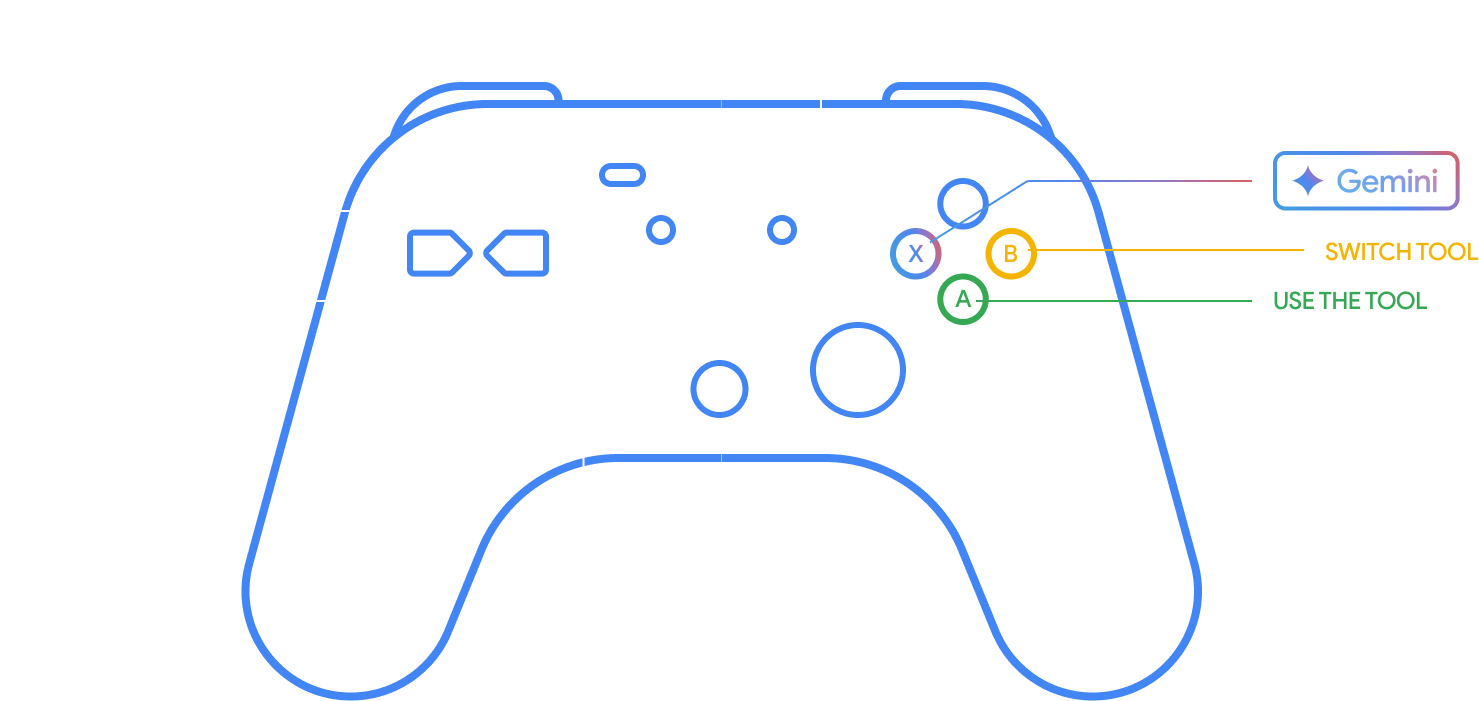 Gemini
X
B
SWITCH TOOL
A
USE THE TOOL